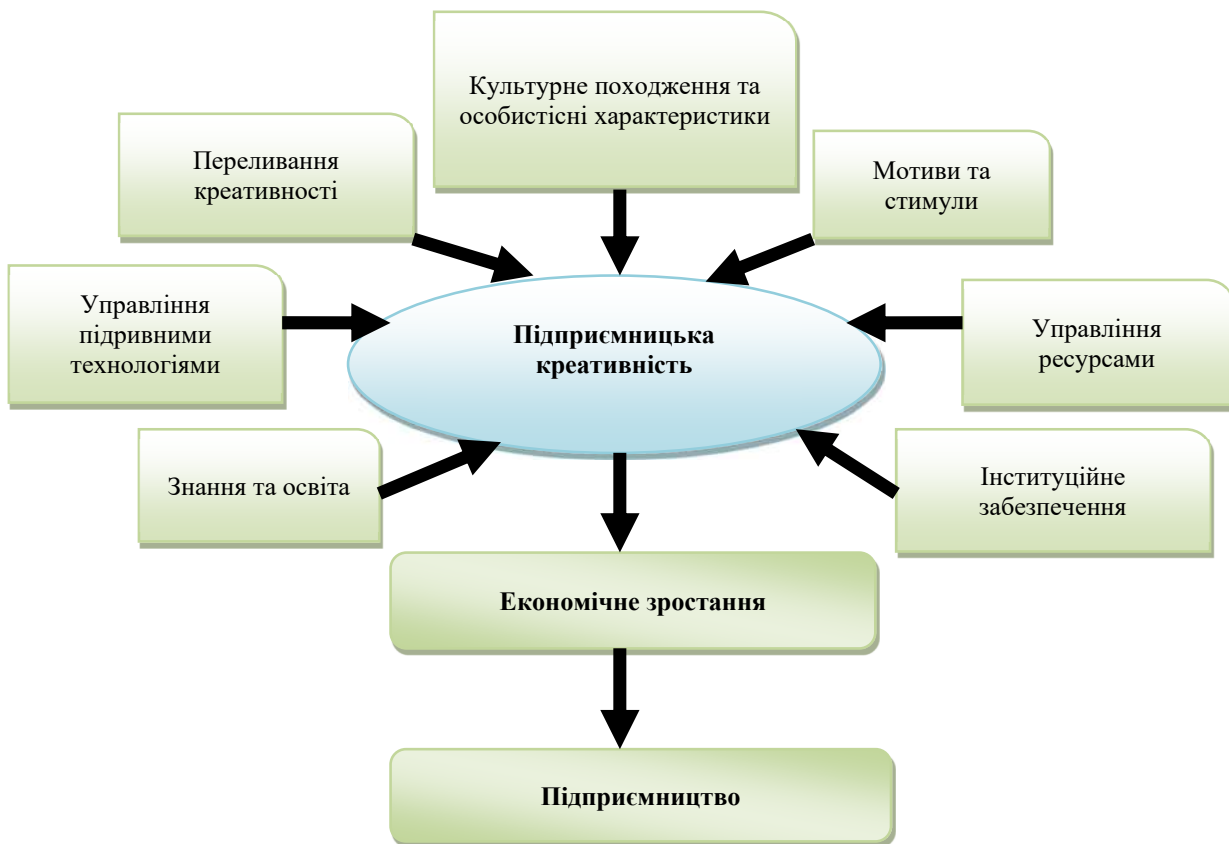 Культурне походження та
особистісні характеристики
Переливання
креативності
Мотиви та
стимули
Управління
підривними
технологіями
Підприємницька
креативність
Управління
ресурсами
Знання та освіта
Інституційне
забезпечення
Економічне зростання
Підприємництво